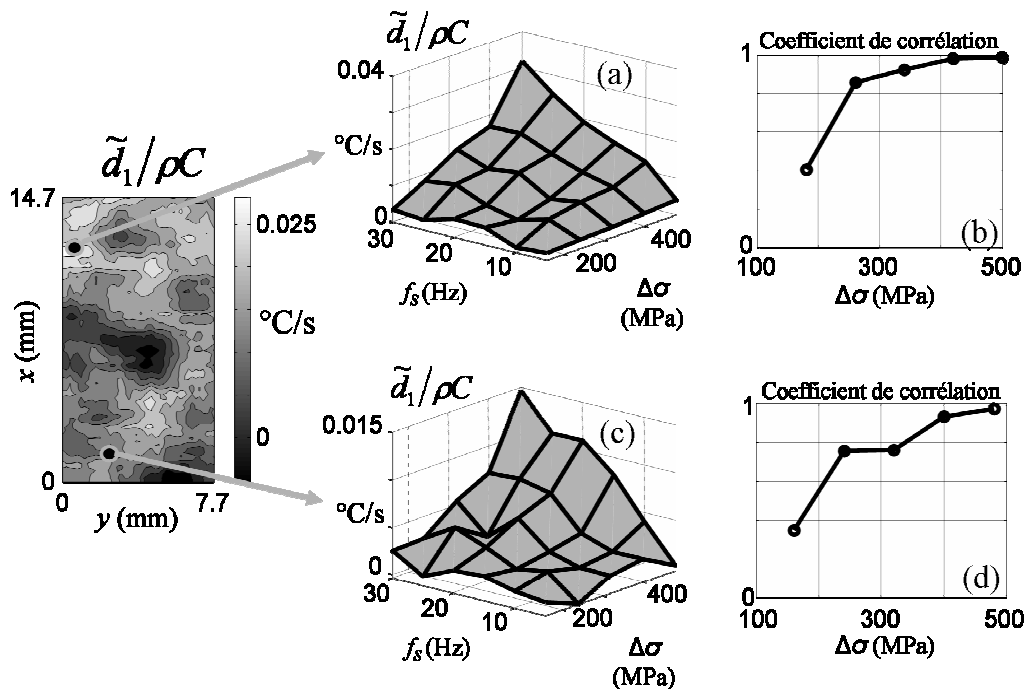 d̃₁/ρC
14.7
x (mm)
0
0
7.7
y (mm)
0.025
°C/s
0
d̃₁/ρC
(a)
0.04
°C/s
0
30
20
10
fₛ(Hz)
200
400
Δσ
(MPa)
Coefficient de corrélation
1
0
(b)
100
300
500
Δσ (MPa)
d̃₁/ρC
(c)
0.015
°C/s
0
30
20
10
fₛ(Hz)
200
400
Δσ
(MPa)
Coefficient de corrélation
1
0
(d)
100
300
500
Δσ (MPa)